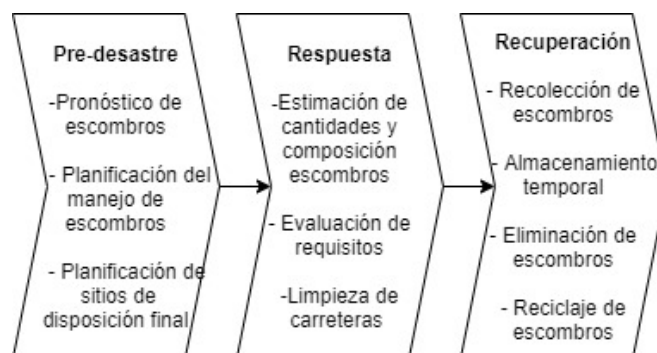 Pre-desastre
-Pronóstico de
escombros
- Planificación del
manejo de
escombros
- Planificación de
sitios de
disposición final
Respuesta
-Estimación de
cantidades y
composición
escombros
- Evaluación de
requisitos
-Limpieza de
carreteras
Recuperación
- Recolección de
escombros
- Almacenamiento
temporal
- Eliminación de
escombros
- Reciclaje de
escombros